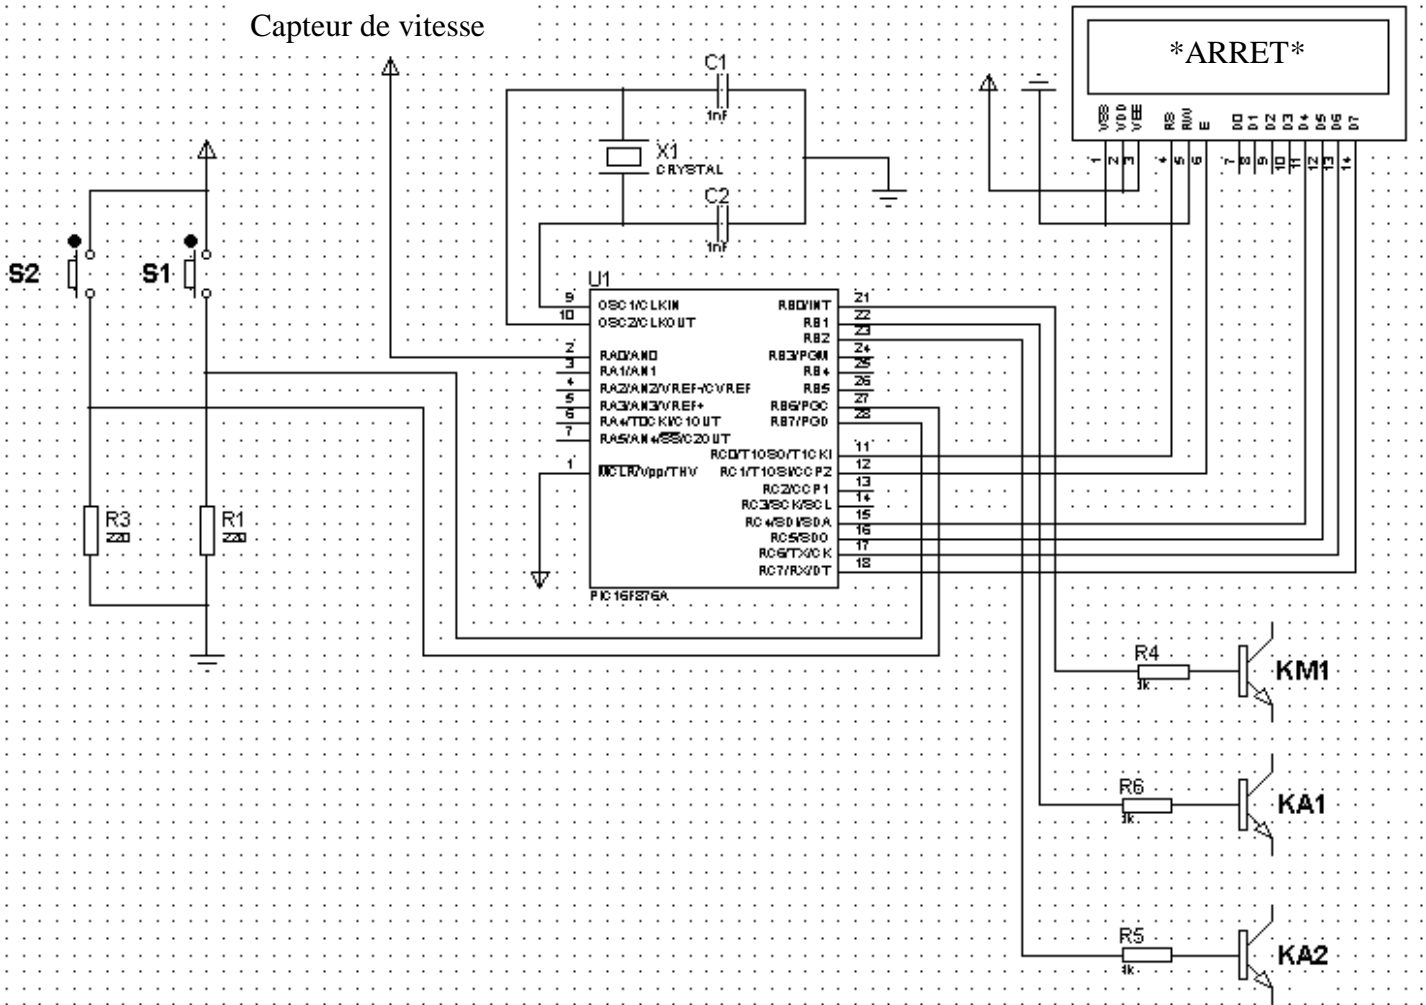 Capteur de vitesse
*ARRET*
VSS
VDD
VEE
RS
RW
E
D0
D1
D2
D3
D4
D5
D6
D7
1
2
3
4
5
6
7
8
9
10
11
12
13
14
C1
1nF
X1
CRYSTAL
C2
1nF
S2
S1
U1
9 OSC1/CLKIN
10 OSC2/CLKOUT
2 RA0/AN0
3 RA1/AN1
4 RA2/AN2/VREF-/CVREF
5 RA3/AN3/VREF+
6 RA4/T0CKI/C1OUT
7 RA5/AN4/SS/C2OUT
1 MCLR/Vpp/THV
RB0/INT 21
RB1 22
RB2 23
RB3/PGM 24
RB4 25
RB5 26
RB6/PGC 27
RB7/PGD 28
RC0/T1OSO/T1CKI 11
RC1/T1OSI/CCP2 12
RC2/CCP1 13
RC3/SCK/SCL 14
RC4/SDI/SDA 15
RC5/SDO 16
RC6/TX/CK 17
RC7/RX/DT 18
PIC16F876A
R3
220
R1
220
R4
1k
KM1
R6
1k
KA1
R5
1k
KA2